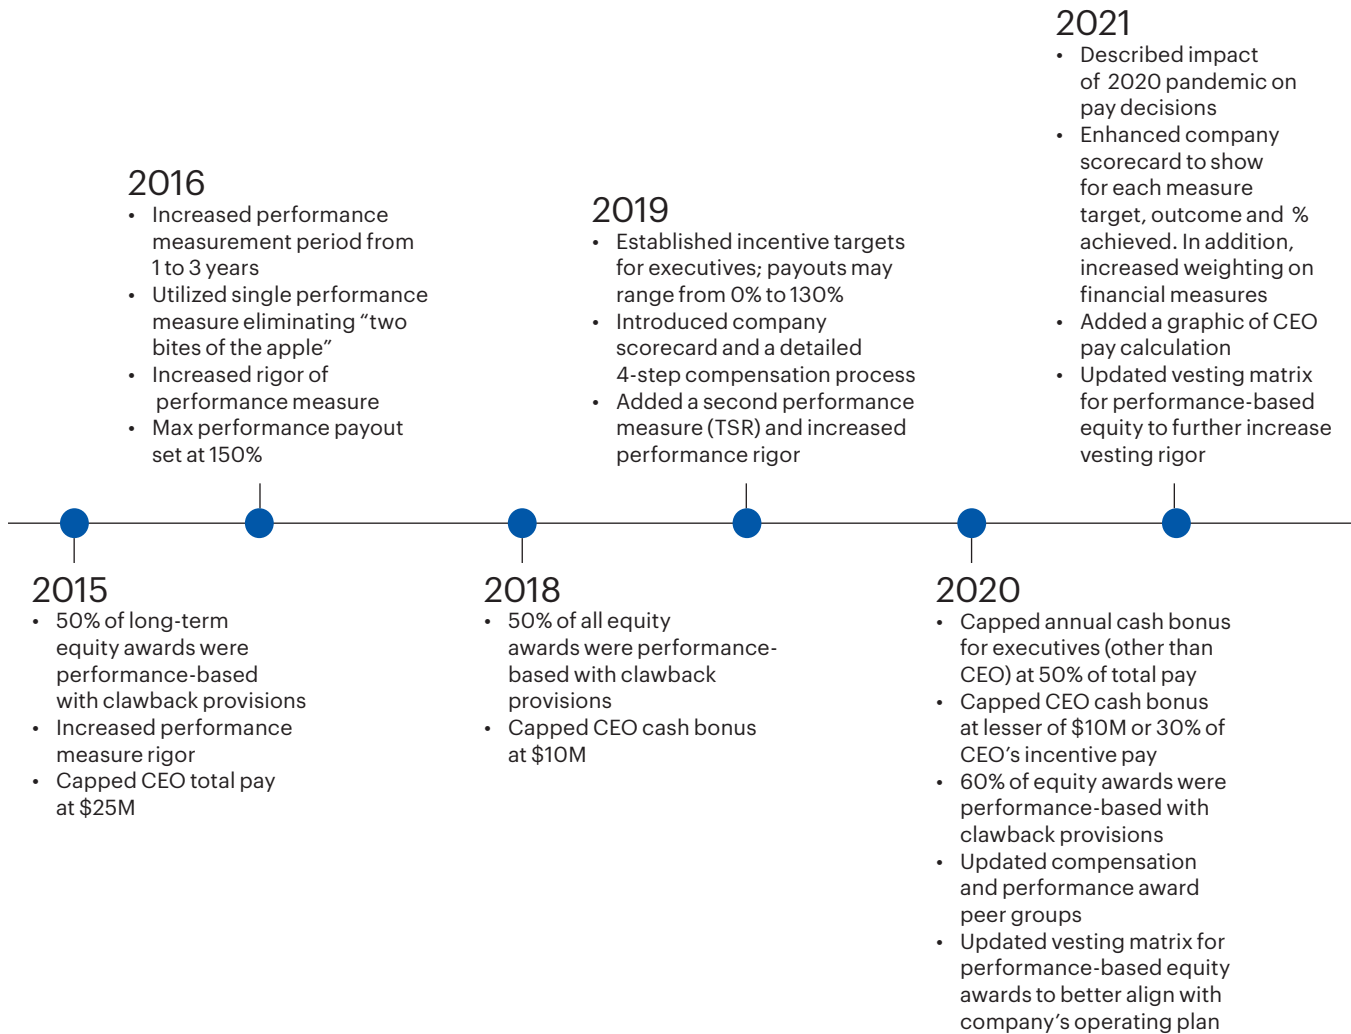 2021
• Described impact
of 2020 pandemic on
pay decisions
• Enhanced company
scorecard to show
for each measure
target, outcome and %
achieved. In addition,
increased weighting on
financial measures
• Added a graphic of CEO
pay calculation
• Updated vesting matrix
for performance-based
equity to further increase
vesting rigor
2016
• Increased performance
measurement period from
1 to 3 years
• Utilized single performance
measure eliminating “two
bites of the apple”
• Increased rigor of
performance measure
• Max performance payout
set at 150%
2019
• Established incentive targets
for executives; payouts may
range from 0% to 130%
• Introduced company
scorecard and a detailed
4-step compensation process
• Added a second performance
measure (TSR) and increased
performance rigor
2015
• 50% of long-term
equity awards were
performance-based
with clawback provisions
• Increased performance
measure rigor
• Capped CEO total pay
at $25M
2018
• 50% of all equity
awards were performance-
based with clawback
provisions
• Capped CEO cash bonus
at $10M
2020
• Capped annual cash bonus
for executives (other than
CEO) at 50% of total pay
• Capped CEO cash bonus
at lesser of $10M or 30% of
CEO’s incentive pay
• 60% of equity awards were
performance-based with
clawback provisions
• Updated compensation
and performance award
peer groups
• Updated vesting matrix for
performance-based equity
awards to better align with
company’s operating plan